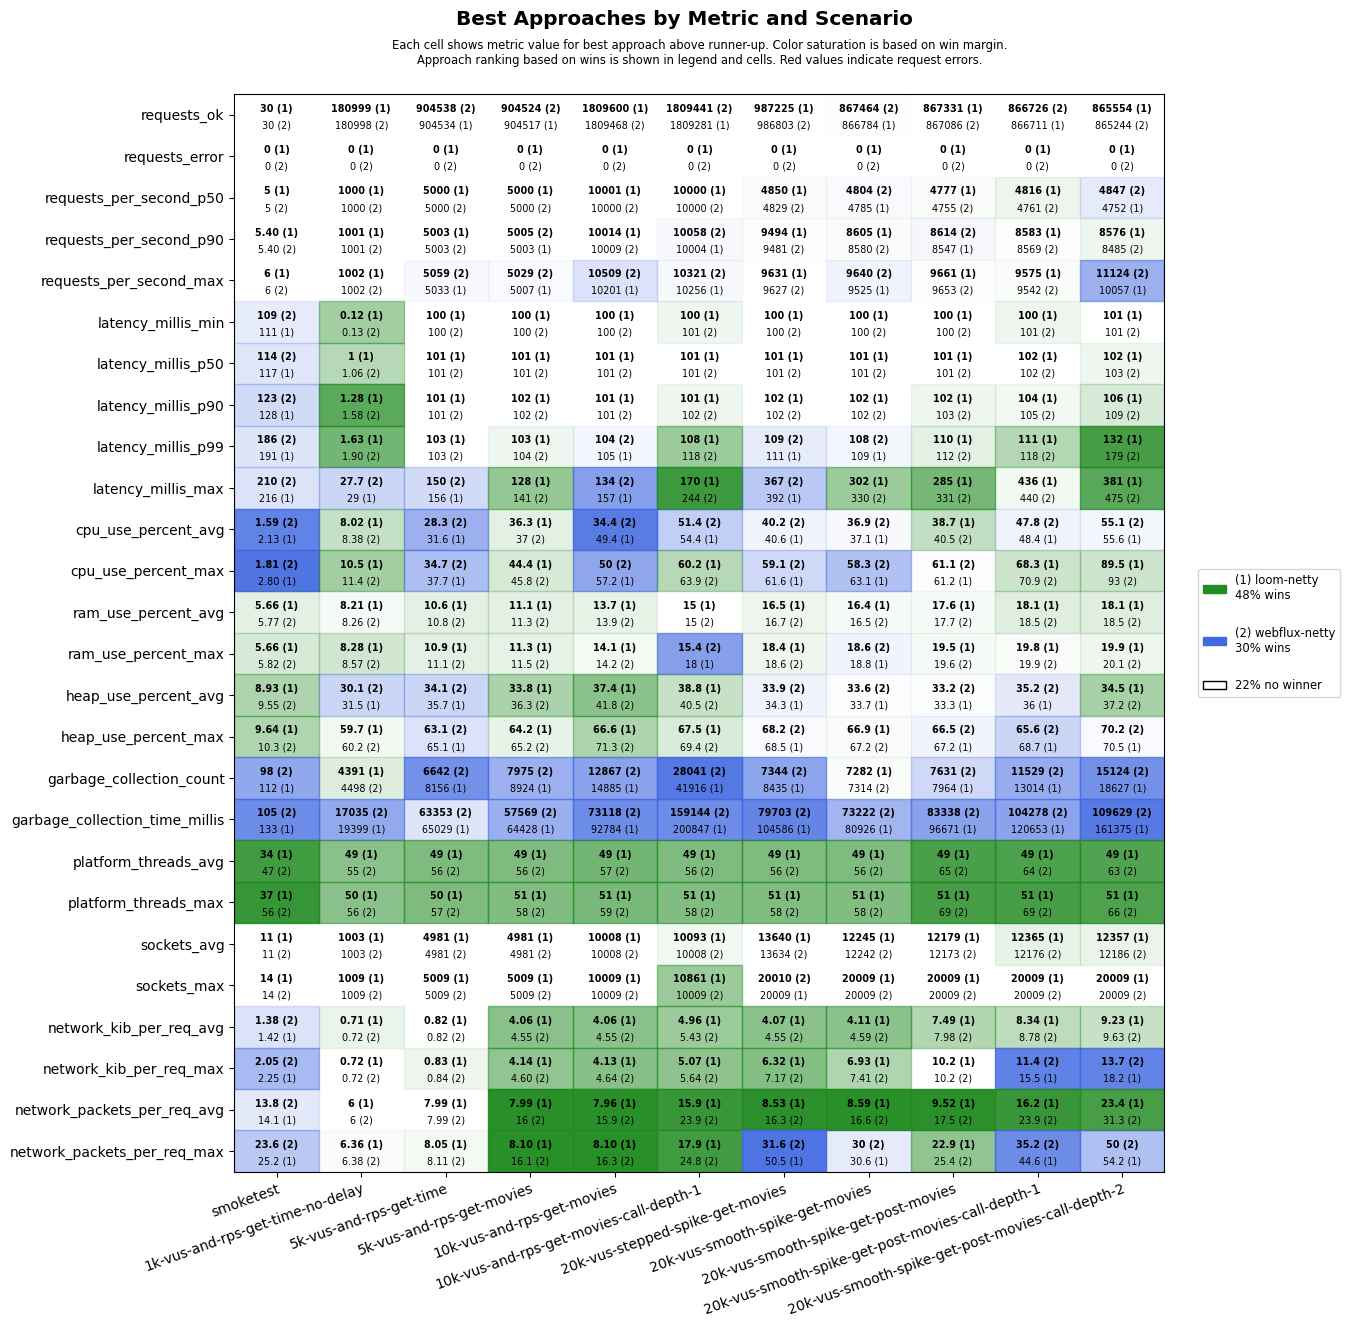 Best Approaches by Metric and Scenario
Each cell shows metric value for best approach above runner-up. Color saturation is based on win margin.
Approach ranking based on wins is shown in legend and cells. Red values indicate request errors.
requests_ok
30 (1) 180999 (1) 904538 (2) 904524 (2) 1809600 (1) 1809441 (2) 987225 (1) 867464 (2) 867331 (1) 866726 (2) 865554 (1)
30 (2) 180998 (2) 904534 (1) 904517 (1) 1809468 (2) 1809281 (1) 986803 (2) 866784 (1) 867086 (2) 866711 (1) 865244 (2)
requests_error
0 (1) 0 (1) 0 (1) 0 (1) 0 (1) 0 (1) 0 (1) 0 (1) 0 (1) 0 (1) 0 (1)
0 (2) 0 (2) 0 (2) 0 (2) 0 (2) 0 (2) 0 (2) 0 (2) 0 (2) 0 (2) 0 (2)
requests_per_second_p50
5 (1) 1000 (1) 5000 (1) 5000 (1) 10001 (1) 10000 (1) 4850 (1) 4804 (2) 4777 (1) 4816 (1) 4847 (2)
5 (2) 1000 (2) 5000 (2) 5000 (2) 10000 (2) 10000 (2) 4829 (2) 4785 (1) 4755 (2) 4761 (2) 4752 (1)
requests_per_second_p90
5.40 (1) 1001 (1) 5003 (1) 5005 (2) 10014 (1) 10058 (2) 9494 (1) 8605 (1) 8614 (2) 8583 (1) 8576 (1)
5.40 (2) 1001 (2) 5003 (2) 5003 (1) 10009 (2) 10004 (1) 9481 (2) 8580 (2) 8547 (1) 8569 (2) 8485 (2)
requests_per_second_max
6 (1) 1002 (1) 5059 (2) 5029 (2) 10509 (2) 10321 (2) 9631 (1) 9640 (2) 9661 (1) 9575 (1) 11124 (2)
6 (2) 1002 (2) 5033 (1) 5007 (1) 10201 (1) 10256 (1) 9627 (2) 9525 (1) 9653 (2) 9542 (2) 10057 (1)
latency_millis_min
109 (2) 0.12 (1) 100 (1) 100 (1) 100 (1) 100 (1) 100 (1) 100 (1) 100 (1) 100 (1) 101 (1)
111 (1) 0.13 (2) 100 (2) 100 (2) 100 (2) 101 (2) 100 (2) 100 (2) 100 (2) 101 (2) 101 (2)
latency_millis_p50
114 (2) 1 (1) 101 (1) 101 (1) 101 (1) 101 (1) 101 (1) 101 (1) 101 (1) 102 (1) 102 (1)
117 (1) 1.06 (2) 101 (2) 101 (2) 101 (2) 101 (2) 101 (2) 101 (2) 101 (2) 102 (2) 103 (2)
latency_millis_p90
123 (2) 1.28 (1) 101 (1) 102 (1) 101 (1) 101 (1) 102 (1) 102 (1) 102 (1) 104 (1) 106 (1)
128 (1) 1.58 (2) 101 (2) 102 (2) 101 (2) 102 (2) 102 (2) 102 (2) 103 (2) 105 (2) 109 (2)
latency_millis_p99
186 (2) 1.63 (1) 103 (1) 103 (1) 104 (2) 108 (1) 109 (2) 108 (2) 110 (1) 111 (1) 132 (1)
191 (1) 1.90 (2) 103 (2) 104 (2) 105 (1) 118 (2) 111 (1) 109 (1) 112 (2) 118 (2) 179 (2)
latency_millis_max
210 (2) 27.7 (2) 150 (2) 128 (1) 134 (2) 170 (1) 367 (2) 302 (1) 285 (1) 436 (1) 381 (1)
216 (1) 29 (1) 156 (1) 141 (2) 157 (1) 244 (2) 392 (1) 330 (2) 331 (2) 440 (2) 475 (2)
cpu_use_percent_avg
1.59 (2) 8.02 (1) 28.3 (2) 36.3 (1) 34.4 (2) 51.4 (2) 40.2 (2) 36.9 (2) 38.7 (1) 47.8 (2) 55.1 (2)
2.13 (1) 8.38 (2) 31.6 (1) 37 (2) 49.4 (1) 54.4 (1) 40.6 (1) 37.1 (1) 40.5 (2) 48.4 (1) 55.6 (1)
cpu_use_percent_max
1.81 (2) 10.5 (1) 34.7 (2) 44.4 (1) 50 (2) 60.2 (1) 59.1 (2) 58.3 (2) 61.1 (2) 68.3 (1) 89.5 (1)
2.80 (1) 11.4 (2) 37.7 (1) 45.8 (2) 57.2 (1) 63.9 (2) 61.6 (1) 63.1 (1) 61.2 (1) 70.9 (2) 93 (2)
ram_use_percent_avg
5.66 (1) 8.21 (1) 10.6 (1) 11.1 (1) 13.7 (1) 15 (1) 16.5 (1) 16.4 (1) 17.6 (1) 18.1 (1) 18.1 (1)
5.77 (2) 8.26 (2) 10.8 (2) 11.3 (2) 13.9 (2) 15 (2) 16.7 (2) 16.5 (2) 17.7 (2) 18.5 (2) 18.5 (2)
ram_use_percent_max
5.66 (1) 8.28 (1) 10.9 (1) 11.3 (1) 14.1 (1) 15.4 (2) 18.4 (1) 18.6 (2) 19.5 (1) 19.8 (1) 19.9 (1)
5.82 (2) 8.57 (2) 11.1 (2) 11.5 (2) 14.2 (2) 18 (1) 18.6 (2) 18.8 (1) 19.6 (2) 19.9 (2) 20.1 (2)
heap_use_percent_avg
8.93 (1) 30.1 (2) 34.1 (2) 33.8 (1) 37.4 (1) 38.8 (1) 33.9 (2) 33.6 (2) 33.2 (2) 35.2 (2) 34.5 (1)
9.55 (2) 31.5 (1) 35.7 (1) 36.3 (2) 41.8 (2) 40.5 (2) 34.3 (1) 33.7 (1) 33.3 (1) 36 (1) 37.2 (2)
heap_use_percent_max
9.64 (1) 59.7 (1) 63.1 (2) 64.2 (1) 66.6 (1) 67.5 (1) 68.2 (2) 66.9 (1) 66.5 (2) 65.6 (2) 70.2 (2)
10.3 (2) 60.2 (2) 65.1 (1) 65.2 (2) 71.3 (2) 69.4 (2) 68.5 (1) 67.2 (2) 67.2 (1) 68.7 (1) 70.5 (1)
garbage_collection_count
98 (2) 4391 (1) 6642 (2) 7975 (2) 12867 (2) 28041 (2) 7344 (2) 7282 (1) 7631 (2) 11529 (2) 15124 (2)
112 (1) 4498 (2) 8156 (1) 8924 (1) 14885 (1) 41916 (1) 8435 (1) 7314 (2) 7964 (1) 13014 (1) 18627 (1)
garbage_collection_time_millis
105 (2) 17035 (2) 63353 (2) 57569 (2) 73118 (2) 159144 (2) 79703 (2) 73222 (2) 83338 (2) 104278 (2) 109629 (2)
133 (1) 19399 (1) 65029 (1) 64428 (1) 92784 (1) 200847 (1) 104586 (1) 80926 (1) 96671 (1) 120653 (1) 161375 (1)
platform_threads_avg
34 (1) 49 (1) 49 (1) 49 (1) 49 (1) 49 (1) 49 (1) 49 (1) 49 (1) 49 (1) 49 (1)
47 (2) 55 (2) 56 (2) 56 (2) 57 (2) 56 (2) 56 (2) 56 (2) 65 (2) 64 (2) 63 (2)
platform_threads_max
37 (1) 50 (1) 50 (1) 51 (1) 51 (1) 51 (1) 51 (1) 51 (1) 51 (1) 51 (1) 51 (1)
56 (2) 56 (2) 57 (2) 58 (2) 59 (2) 58 (2) 58 (2) 58 (2) 69 (2) 69 (2) 66 (2)
sockets_avg
11 (1) 1003 (1) 4981 (1) 4981 (1) 10008 (1) 10093 (1) 13640 (1) 12245 (1) 12179 (1) 12365 (1) 12357 (1)
11 (2) 1003 (2) 4981 (2) 4981 (2) 10008 (2) 10008 (2) 13634 (2) 12242 (2) 12173 (2) 12176 (2) 12186 (2)
sockets_max
14 (1) 1009 (1) 5009 (1) 5009 (1) 10009 (1) 10861 (1) 20010 (2) 20009 (1) 20009 (1) 20009 (1) 20009 (1)
14 (2) 1009 (2) 5009 (2) 5009 (2) 10009 (2) 10009 (2) 20009 (1) 20009 (2) 20009 (2) 20009 (2) 20009 (2)
network_kib_per_req_avg
1.38 (2) 0.71 (1) 0.82 (1) 4.06 (1) 4.06 (1) 4.96 (1) 4.07 (1) 4.11 (1) 7.49 (1) 8.34 (1) 9.23 (1)
1.42 (1) 0.72 (2) 0.82 (2) 4.55 (2) 4.55 (2) 5.43 (2) 4.55 (2) 4.59 (2) 7.98 (2) 8.78 (2) 9.63 (2)
network_kib_per_req_max
2.05 (2) 0.72 (1) 0.83 (1) 4.14 (1) 4.13 (1) 5.07 (1) 6.32 (1) 6.93 (1) 10.2 (1) 11.4 (2) 13.7 (2)
2.25 (1) 0.72 (2) 0.84 (2) 4.60 (2) 4.64 (2) 5.64 (2) 7.17 (2) 7.41 (2) 10.2 (2) 15.5 (1) 18.2 (1)
network_packets_per_req_avg
13.8 (2) 6 (1) 7.99 (1) 7.99 (1) 7.96 (1) 15.9 (1) 8.53 (1) 8.59 (1) 9.52 (1) 16.2 (1) 23.4 (1)
14.1 (1) 6 (2) 7.99 (2) 16 (2) 15.9 (2) 23.9 (2) 16.3 (2) 16.6 (2) 17.5 (2) 23.9 (2) 31.3 (2)
network_packets_per_req_max
23.6 (2) 6.36 (1) 8.05 (1) 8.10 (1) 8.10 (1) 17.9 (1) 31.6 (2) 30 (2) 22.9 (1) 35.2 (2) 50 (2)
25.2 (1) 6.38 (2) 8.11 (2) 16.1 (2) 16.3 (2) 24.8 (2) 50.5 (1) 30.6 (1) 25.4 (2) 44.6 (1) 54.2 (1)
smoketest
1k-vus-and-rps-get-time-no-delay
5k-vus-and-rps-get-time
5k-vus-and-rps-get-movies
10k-vus-and-rps-get-movies
10k-vus-and-rps-get-movies-call-depth-1
20k-vus-stepped-spike-get-movies
20k-vus-smooth-spike-get-movies
20k-vus-smooth-spike-get-post-movies
20k-vus-smooth-spike-get-post-movies-call-depth-1
20k-vus-smooth-spike-get-post-movies-call-depth-2
(1) loom-netty
48% wins
(2) webflux-netty
30% wins
22% no winner